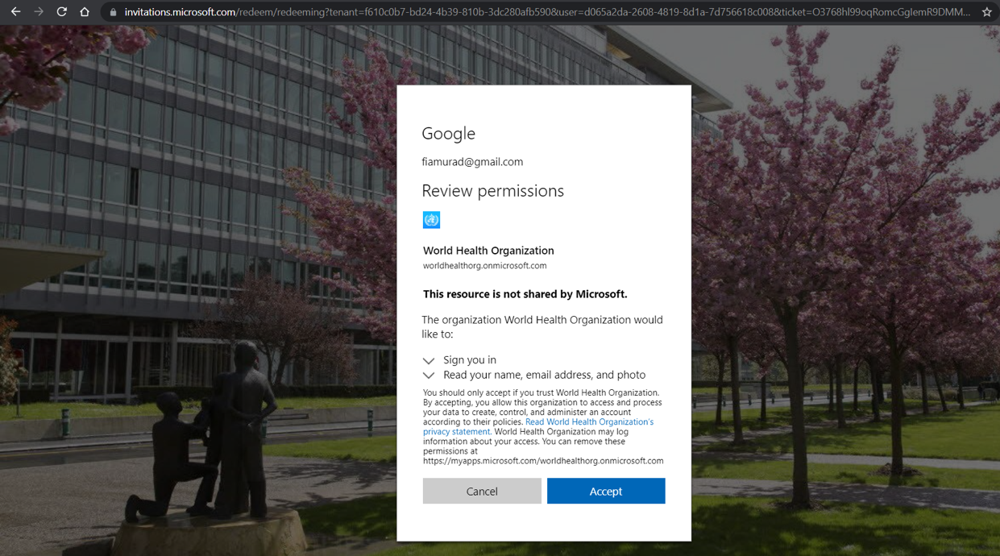 invitations.microsoft.com/redeem/redeeming?tenant=f610c0b7-bd24-4b39-810b-3dc280afb590&user=d065a2da-2608-4819-8d1a-7d756618c008&ticket=O3768hl99oqRomcGgIemR9DMM...
Google
fiamurad@gmail.com
Review permissions
World Health Organization
worldhealthorg.onmicrosoft.com
This resource is not shared by Microsoft.
The organization World Health Organization would
like to:
Sign you in
Read your name, email address, and photo
You should only accept if you trust World Health Organization.
By accepting, you allow this organization to access and process
your data to create, control, and administer an account
according to their policies. Read World Health Organization's
privacy statement. World Health Organization may log
information about your access. You can remove these
permissions at
https://myapps.microsoft.com/worldhealthorg.onmicrosoft.com
Cancel
Accept